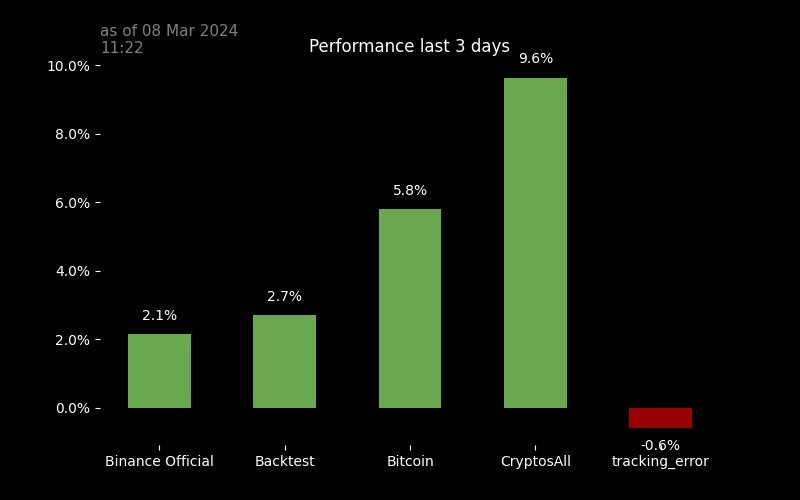 as of 08 Mar 2024
11:22
Performance last 3 days
10.0%
8.0%
6.0%
4.0%
2.0%
0.0%
2.1%
2.7%
5.8%
9.6%
-0.6%
Binance Official
Backtest
Bitcoin
CryptosAll
tracking_error